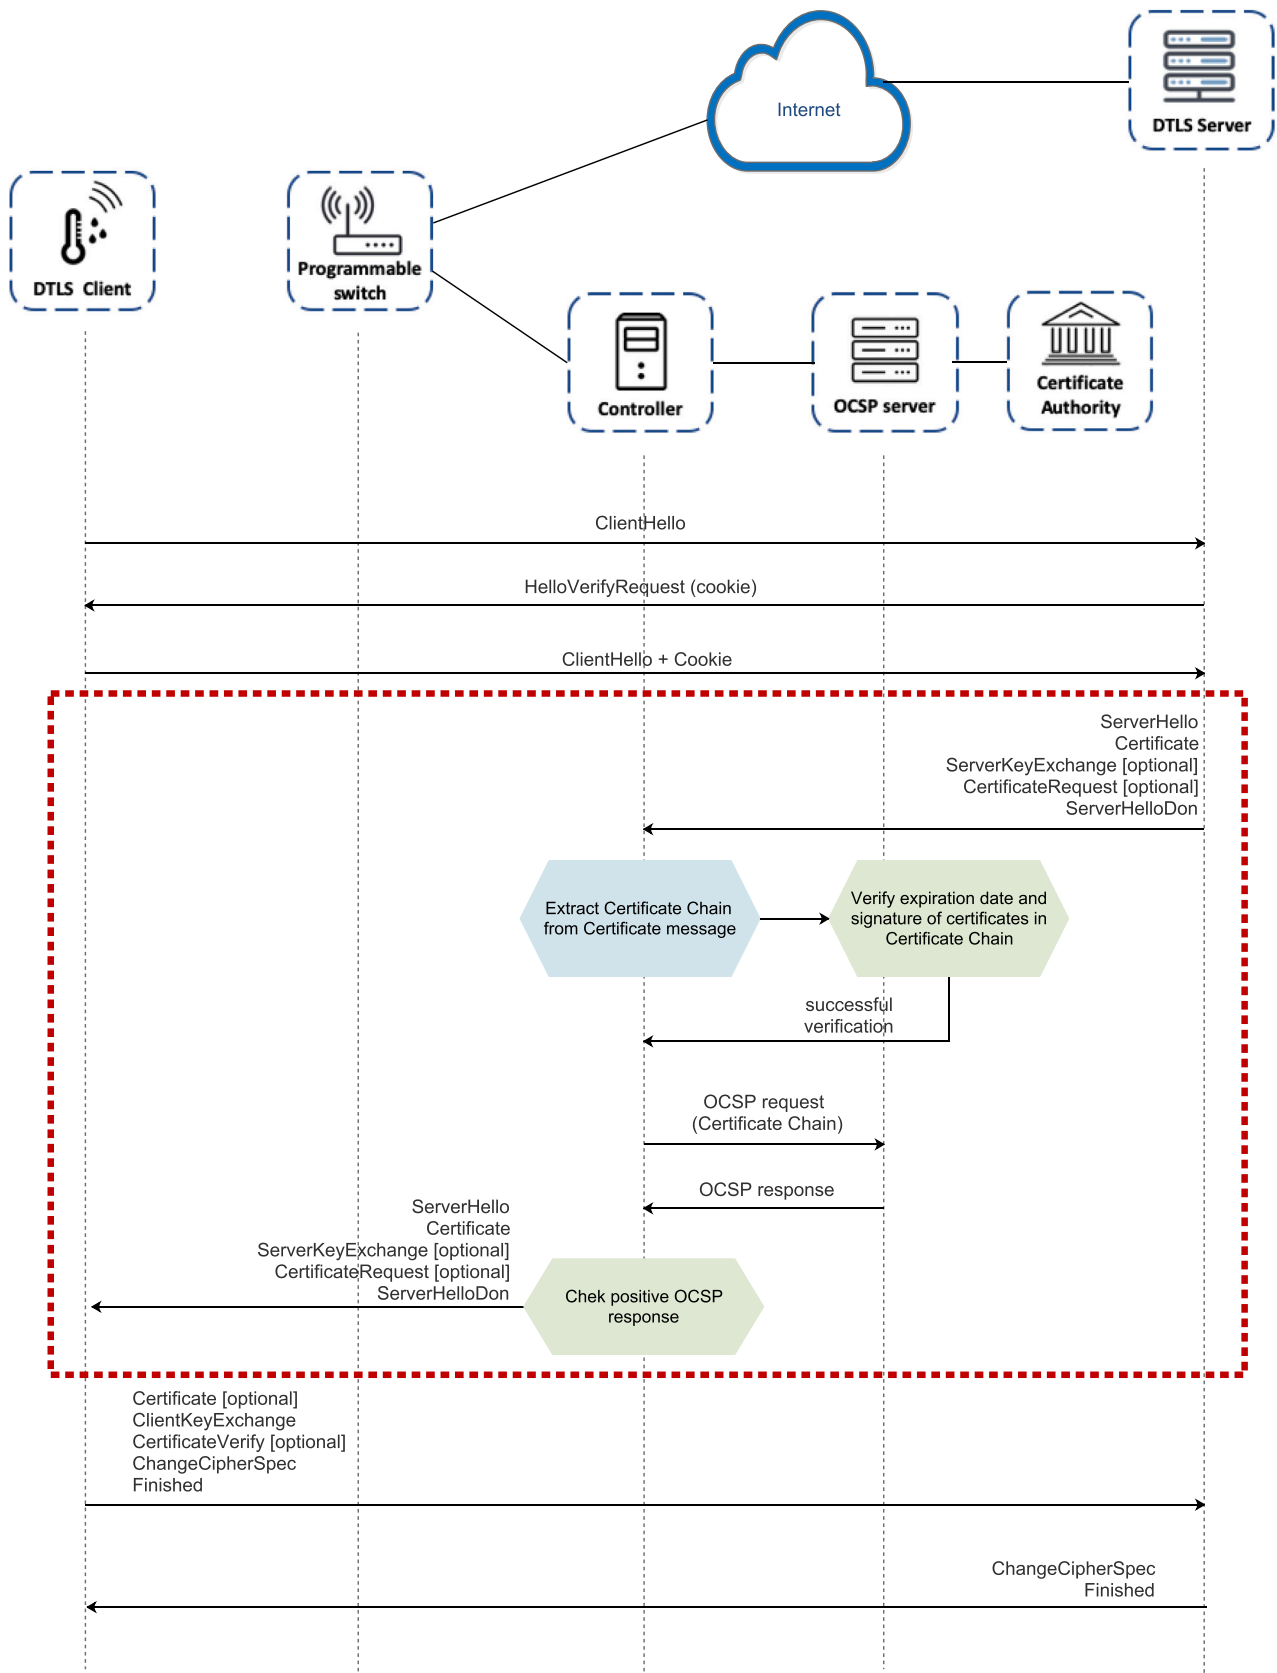 Internet
DTLS Server
DTLS  Client
Programmable
switch
Controller
OCSP server
Certificate
Authority
ClientHello
HelloVerifyRequest (cookie)
ClientHello + Cookie
ServerHello
Certificate
ServerKeyExchange [optional]
CertificateRequest [optional]
ServerHelloDon
Extract Certificate Chain
from Certificate message
Verify expiration date and
signature of certificates in
Certificate Chain
successful
verification
OCSP request
(Certificate Chain)
OCSP response
ServerHello
Certificate
ServerKeyExchange [optional]
CertificateRequest [optional]
ServerHelloDon
Chek positive OCSP
response
Certificate [optional]
ClientKeyExchange
CertificateVerify [optional]
ChangeCipherSpec
Finished
ChangeCipherSpec
Finished